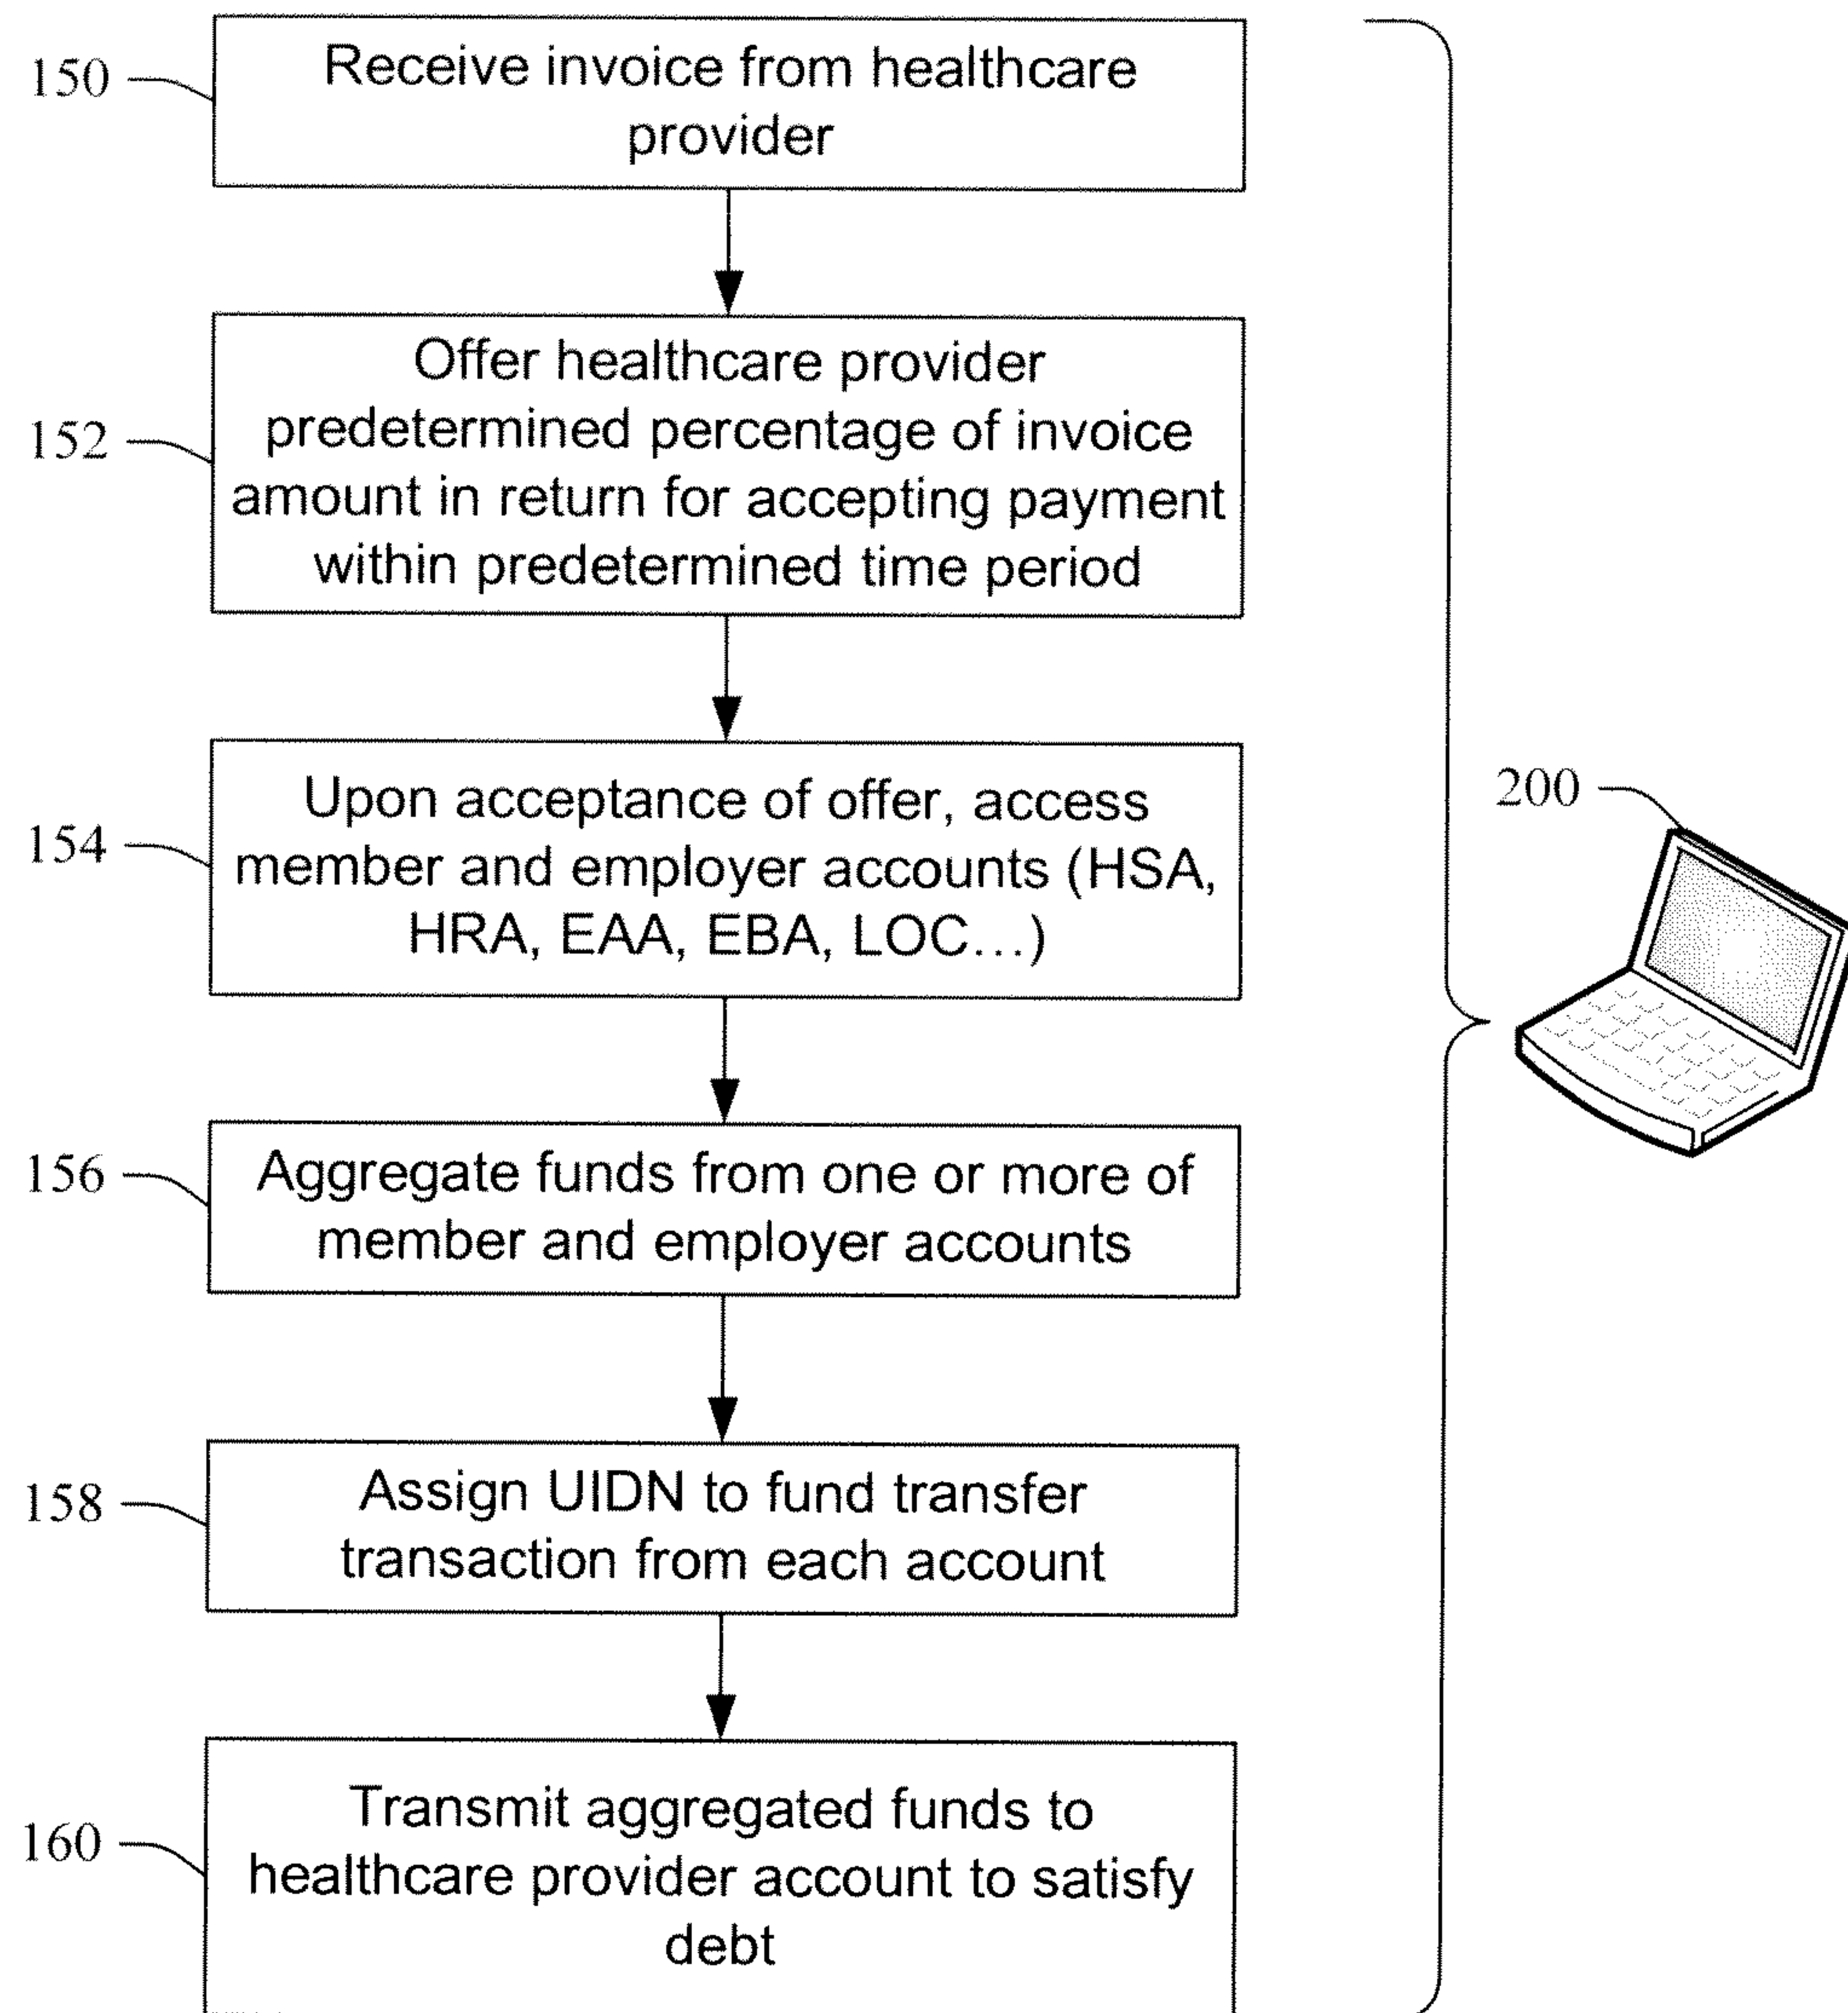 150
Receive invoice from healthcare
provider
152
Offer healthcare provider
predetermined percentage of invoice
amount in return for accepting payment
within predetermined time period
154
Upon acceptance of offer, access
member and employer accounts (HSA,
HRA, EAA, EBA, LOC…)
200
156
Aggregate funds from one or more of
member and employer accounts
158
Assign UIDN to fund transfer
transaction from each account
160
Transmit aggregated funds to
healthcare provider account to satisfy
debt